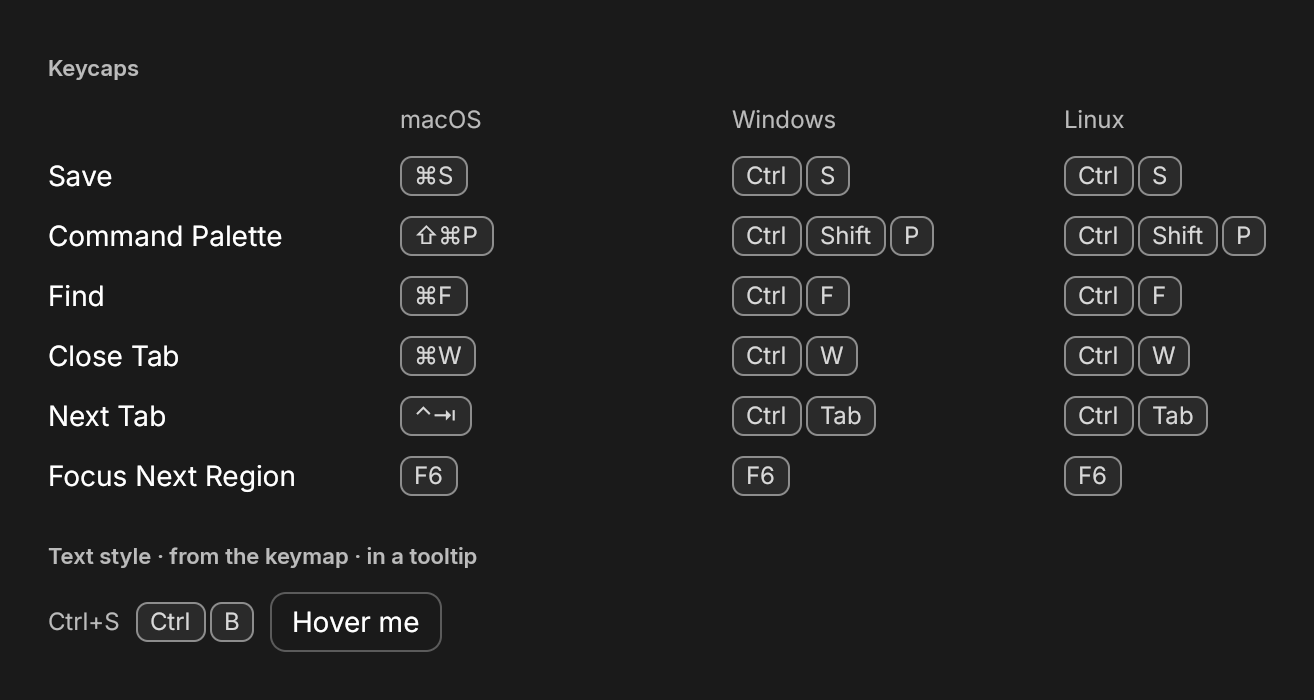 Keycaps
macOS Windows Linux
Save ⌘S Ctrl S Ctrl S
Command Palette ⇧⌘P Ctrl Shift P Ctrl Shift P
Find ⌘F Ctrl F Ctrl F
Close Tab ⌘W Ctrl W Ctrl W
Next Tab ⌃⇥ Ctrl Tab Ctrl Tab
Focus Next Region F6 F6 F6
Text style · from the keymap · in a tooltip
Ctrl+S Ctrl B Hover me